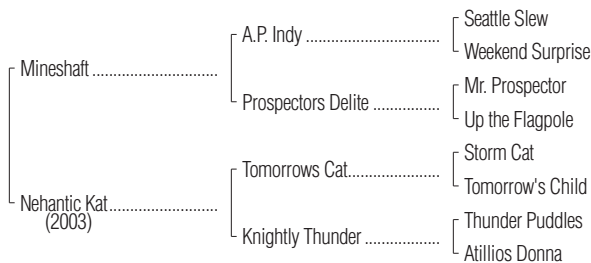 Seattle Slew
A.P. Indy ................................
Weekend Surprise
Mineshaft ..............................
Mr. Prospector
Prospectors Delite ................
Up the Flagpole
Storm Cat
Tomorrows Cat......................
Tomorrow's Child
Nehantic Kat..........................
(2003)
Thunder Puddles
Knightly Thunder ..................
Atillios Donna